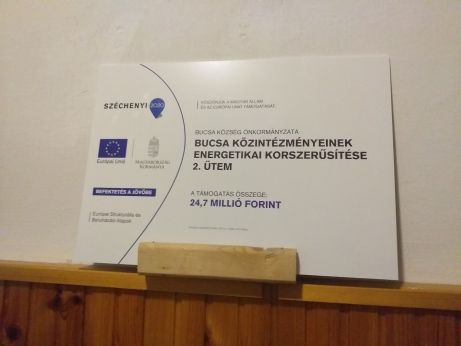 SZÉCHENYI 2020
KÖSZÖNJÜK A MAGYAR ÁLLAM
ÉS AZ EURÓPAI UNIÓ TÁMOGATÁSÁT.
Európai Unió
MAGYARORSZÁG
KORMÁNYA
BEFEKTETÉS A JÖVŐBE
Európai Strukturális és
Beruházási Alapok
BUCSA KÖZSÉG ÖNKORMÁNYZATA
BUCSA KÖZINTÉZMÉNYEINEK
ENERGETIKAI KORSZERŰSÍTÉSE
2. ÜTEM
A TÁMOGATÁS ÖSSZEGE:
24,7 MILLIÓ FORINT